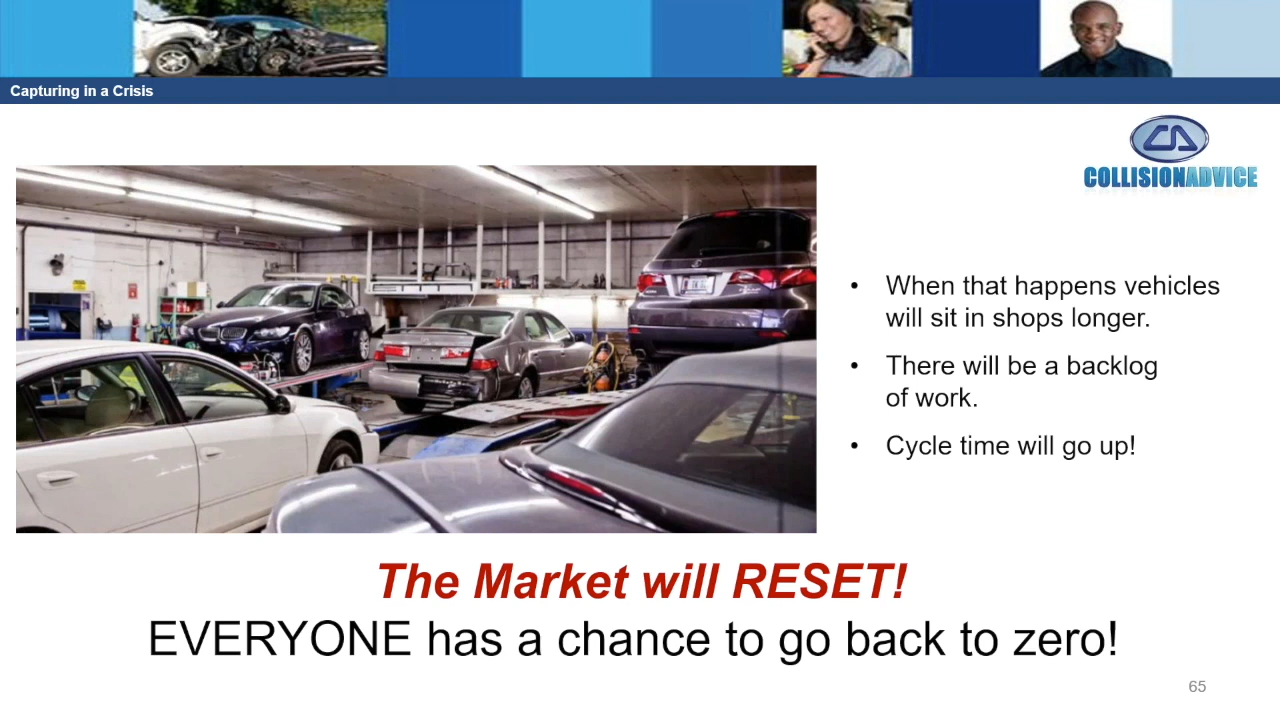 Capturing in a Crisis
COLLISIONADVICE
• When that happens vehicles
will sit in shops longer.
• There will be a backlog
of work.
• Cycle time will go up!
The Market will RESET!
EVERYONE has a chance to go back to zero!
65